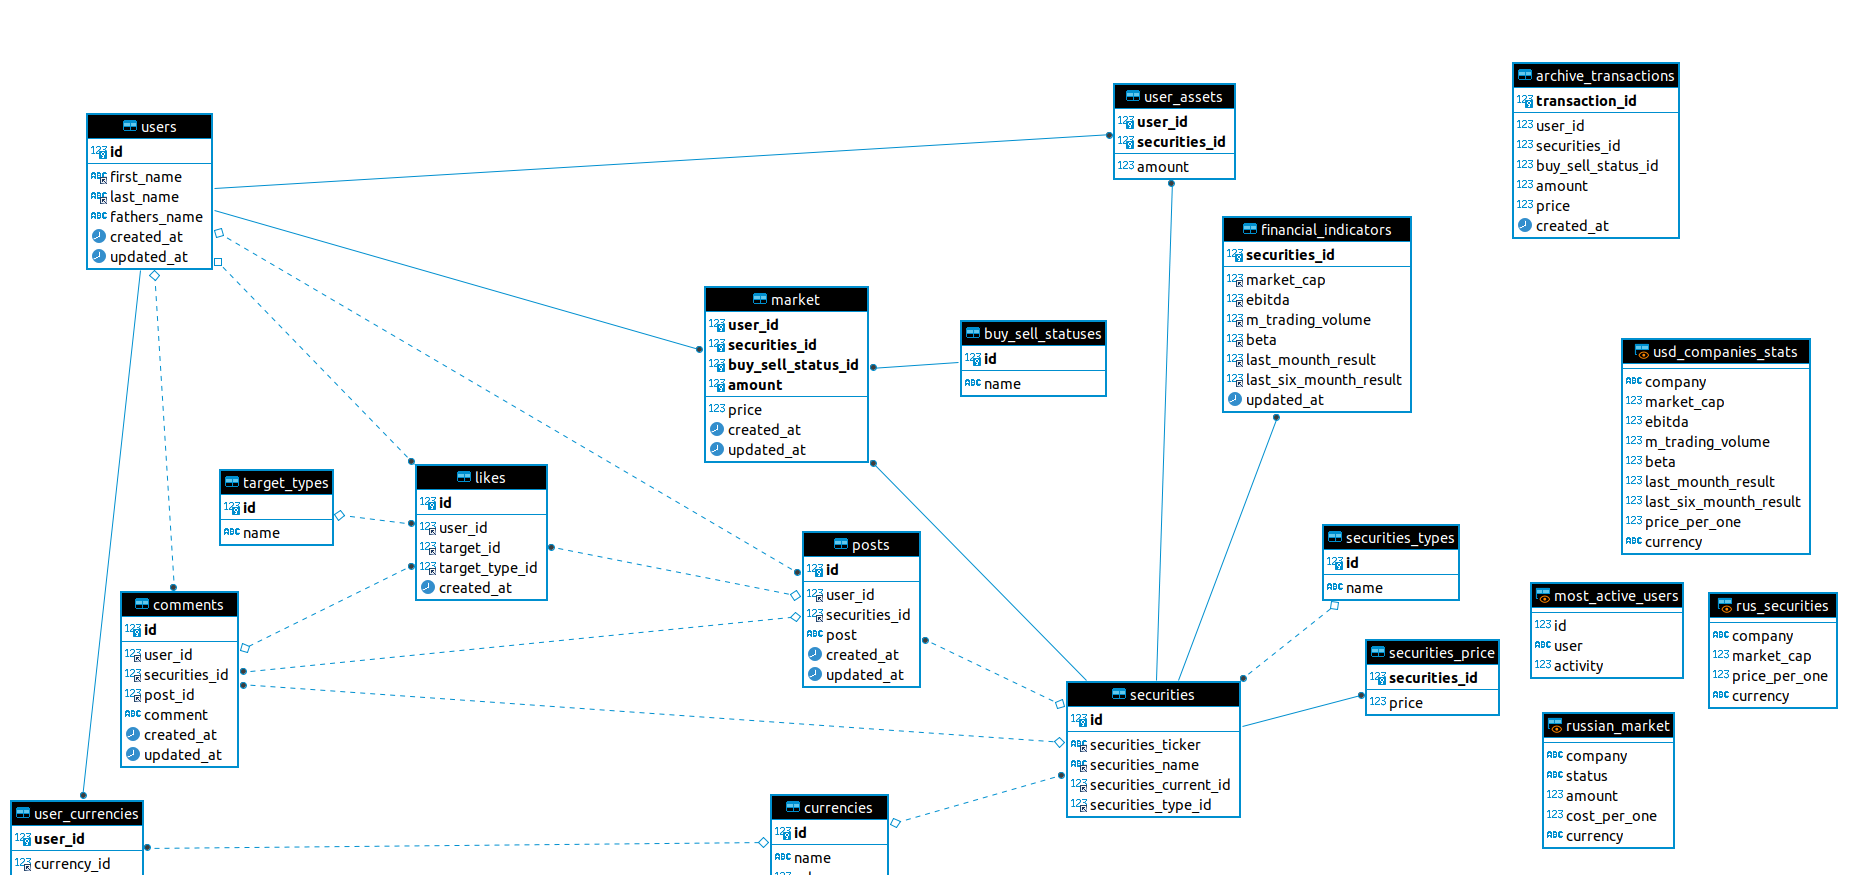 users
id
first_name
last_name
fathers_name
created_at
updated_at
user_assets
user_id
securities_id
amount
archive_transactions
transaction_id
user_id
securities_id
buy_sell_status_id
amount
price
created_at
financial_indicators
securities_id
market_cap
ebitda
m_trading_volume
beta
last_mounth_result
last_six_mounth_result
updated_at
market
user_id
securities_id
buy_sell_status_id
amount
price
created_at
updated_at
buy_sell_statuses
id
name
usd_companies_stats
company
market_cap
ebitda
m_trading_volume
beta
last_mounth_result
last_six_mounth_result
price_per_one
currency
target_types
id
name
likes
id
user_id
target_id
target_type_id
created_at
posts
id
user_id
securities_id
post
created_at
updated_at
securities_types
id
name
most_active_users
id
user
activity
rus_securities
company
market_cap
price_per_one
currency
comments
id
user_id
securities_id
post_id
comment
created_at
updated_at
securities_price
securities_id
price
securities
id
securities_ticker
securities_name
securities_current_id
securities_type_id
russian_market
company
status
amount
cost_per_one
currency
user_currencies
user_id
currency_id
currencies
id
name